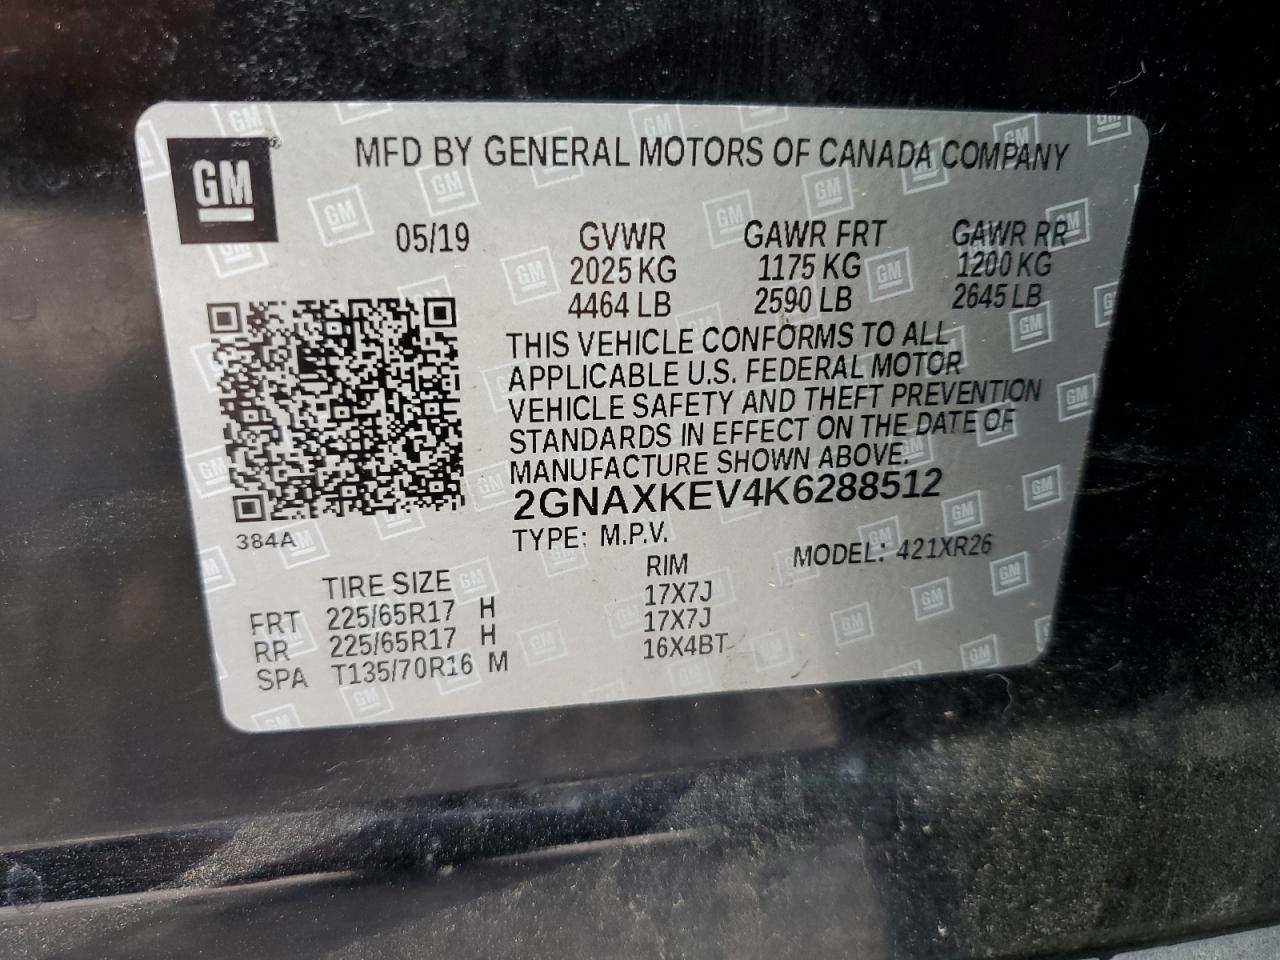 GM
MFD BY GENERAL MOTORS OF CANADA COMPANY
05/19 GVWR GAWR FRT GAWR RR
2025 KG 1175 KG 1200 KG
4464 LB 2590 LB 2645 LB
THIS VEHICLE CONFORMS TO ALL
APPLICABLE U.S. FEDERAL MOTOR
VEHICLE SAFETY AND THEFT PREVENTION
STANDARDS IN EFFECT ON THE DATE OF
MANUFACTURE SHOWN ABOVE.
2GNAXKEV4K6288512
384A
TYPE: M.P.V. MODEL: 421XR26
TIRE SIZE RIM
FRT 225/65R17 H 17X7J
RR 225/65R17 H 17X7J
SPA T135/70R16 M 16X4BT